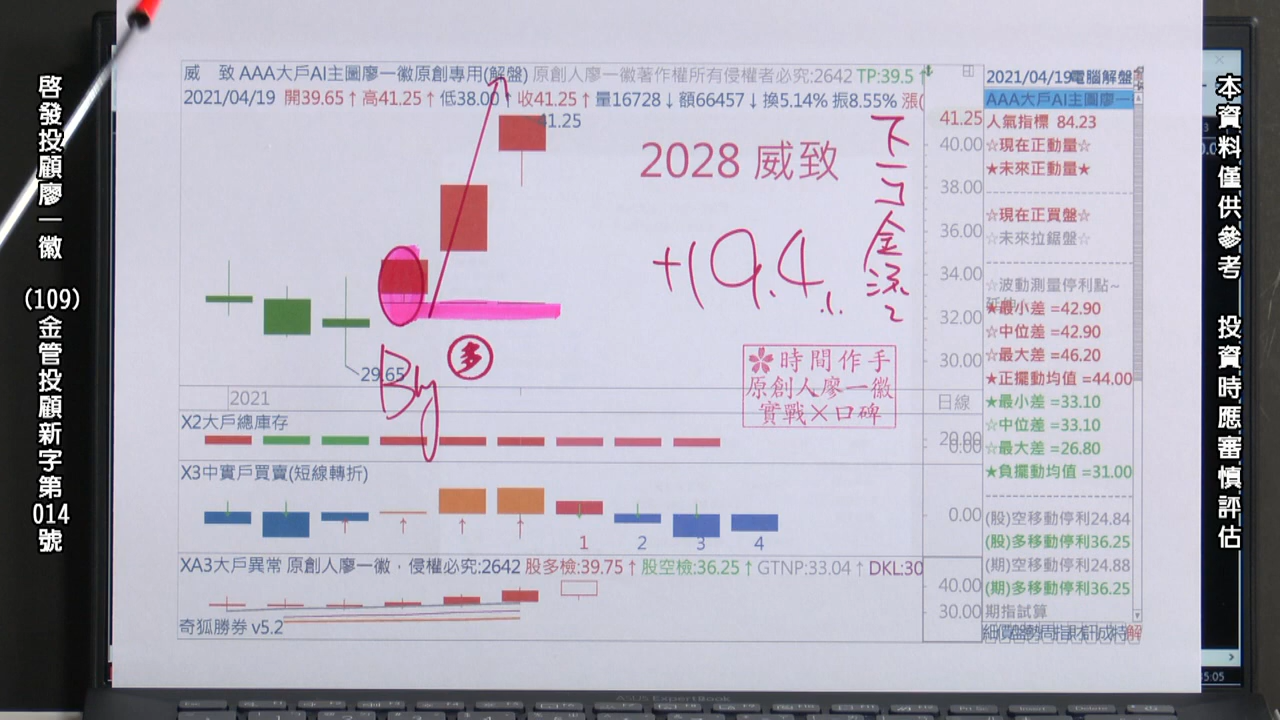 啓發投顧廖一徽 (109)金管投顧新字第014號
本資料僅供參考 投資時應審慎評估
威 致 AAA大戶AI主圖廖一徽原創專用(解盤) 原創人廖一徽著作權所有侵權者必究:2642 TP:39.5↑
2021/04/19 開39.65↑ 高41.25↑ 低38.00↑ 收41.25↑ 量16728↓ 額66457↓ 換5.14% 振8.55% 漲(
41.25
2028 威致
+19.4
多
29.65
By
時間作手
原創人廖一徽
實戰×口碑
41.25
40.00
38.00
36.00
34.00
32.00
30.00
2021
日線
X2大戶總庫存
X3中實戶買賣(短線轉折)
0.00
1 2 3 4
XA3大戶異常 原創人廖一徽，侵權必究:2642 股多檢:39.75↑ 股空檢:36.25↑ GTNP:33.04↑ DKL:30
40.00
30.00
奇狐勝券 v5.2
2021/04/19電腦解盤
AAA大戶AI主圖廖一
人氣指標 84.23
☆現在正動量☆
★未來正動量★
☆現在正買盤☆
☆未來拉鋸盤☆
☆波動測量停利點~
★最小差 =42.90
☆中位差 =42.90
☆最大差 =46.20
★正擺動均值 =44.00
★最小差 =33.10
☆中位差 =33.10
☆最大差 =26.80
★負擺動均值 =31.00
(股)空移動停利24.84
(股)多移動停利36.25
(期)空移動停利24.88
(期)多移動停利36.25
期指試算
ASUS ExpertBook